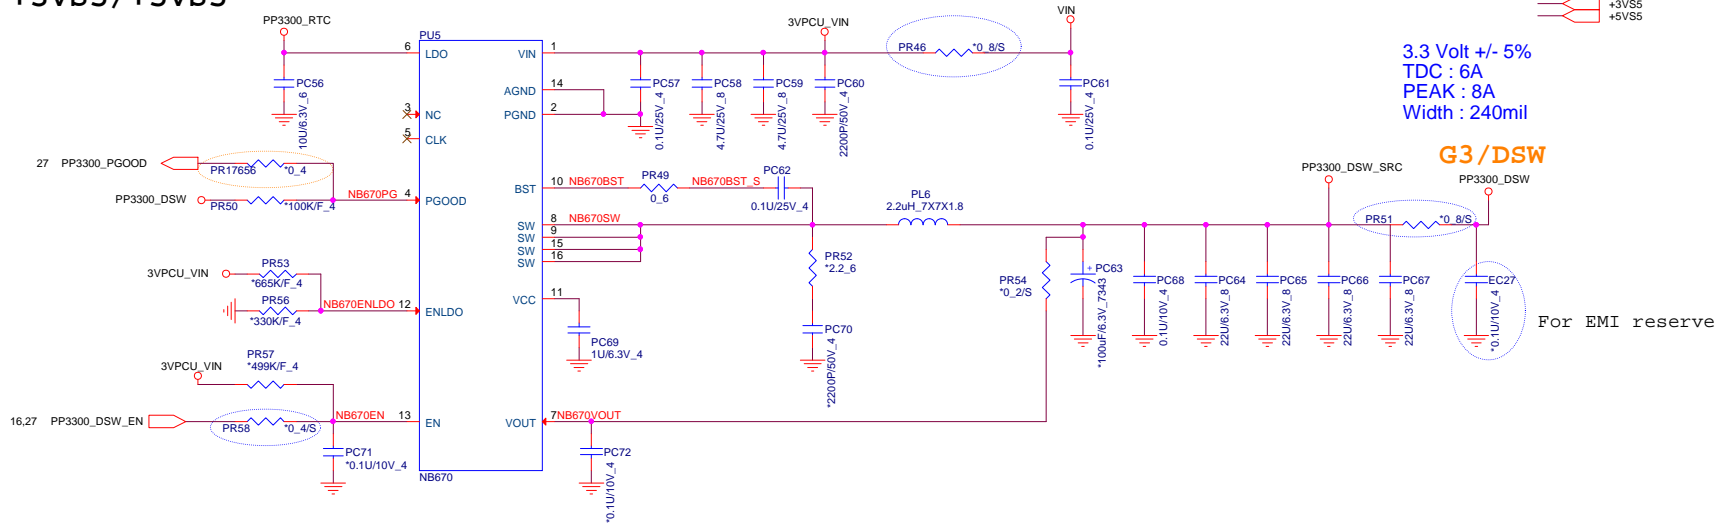 +3VS5
+5VS5
PP3300_RTC
3VPCU_VIN
VIN
PU5
6 LDO
VIN 1
PR46 *0_8/S
3.3 Volt +/- 5%
TDC : 6A
PEAK : 8A
Width : 240mil
PC56
10U/6.3V_6
AGND 14
PGND 2
PC57
0.1U/25V_4
PC58
4.7U/25V_8
PC59
4.7U/25V_8
PC60
2200P/50V_4
PC61
0.1U/25V_4
3 NC
5 CLK
27 PP3300_PGOOD
PR17656 *0_4
PP3300_DSW
PR50 *100K/F_4
NB670PG 4 PGOOD
BST 10 NB670BST
PR49
0_6
NB670BST_S
PC62
0.1U/25V_4
G3/DSW
PP3300_DSW_SRC
PP3300_DSW
SW 8 NB670SW
SW 9
SW 15
SW 16
PL6
2.2uH_7X7X1.8
PR51 *0_8/S
3VPCU_VIN
PR53
*665K/F_4
PR56
*330K/F_4
NB670ENLDO 12 ENLDO
VCC 11
PC69
1U/6.3V_4
PR52
*2.2_6
PC70
*2200P/50V_4
PR54
*0_2/S
+ PC63
*100uF/6.3V_7343
PC68
0.1U/10V_4
PC64
22U/6.3V_8
PC65
22U/6.3V_8
PC66
22U/6.3V_8
PC67
22U/6.3V_8
EC27
*0.1U/10V_4
For EMI reserve
3VPCU_VIN
PR57
*499K/F_4
16,27 PP3300_DSW_EN
PR58 *0_4/S
NB670EN 13 EN
VOUT 7 NB670VOUT
PC71
*0.1U/10V_4
PC72
*0.1U/10V_4
NB670